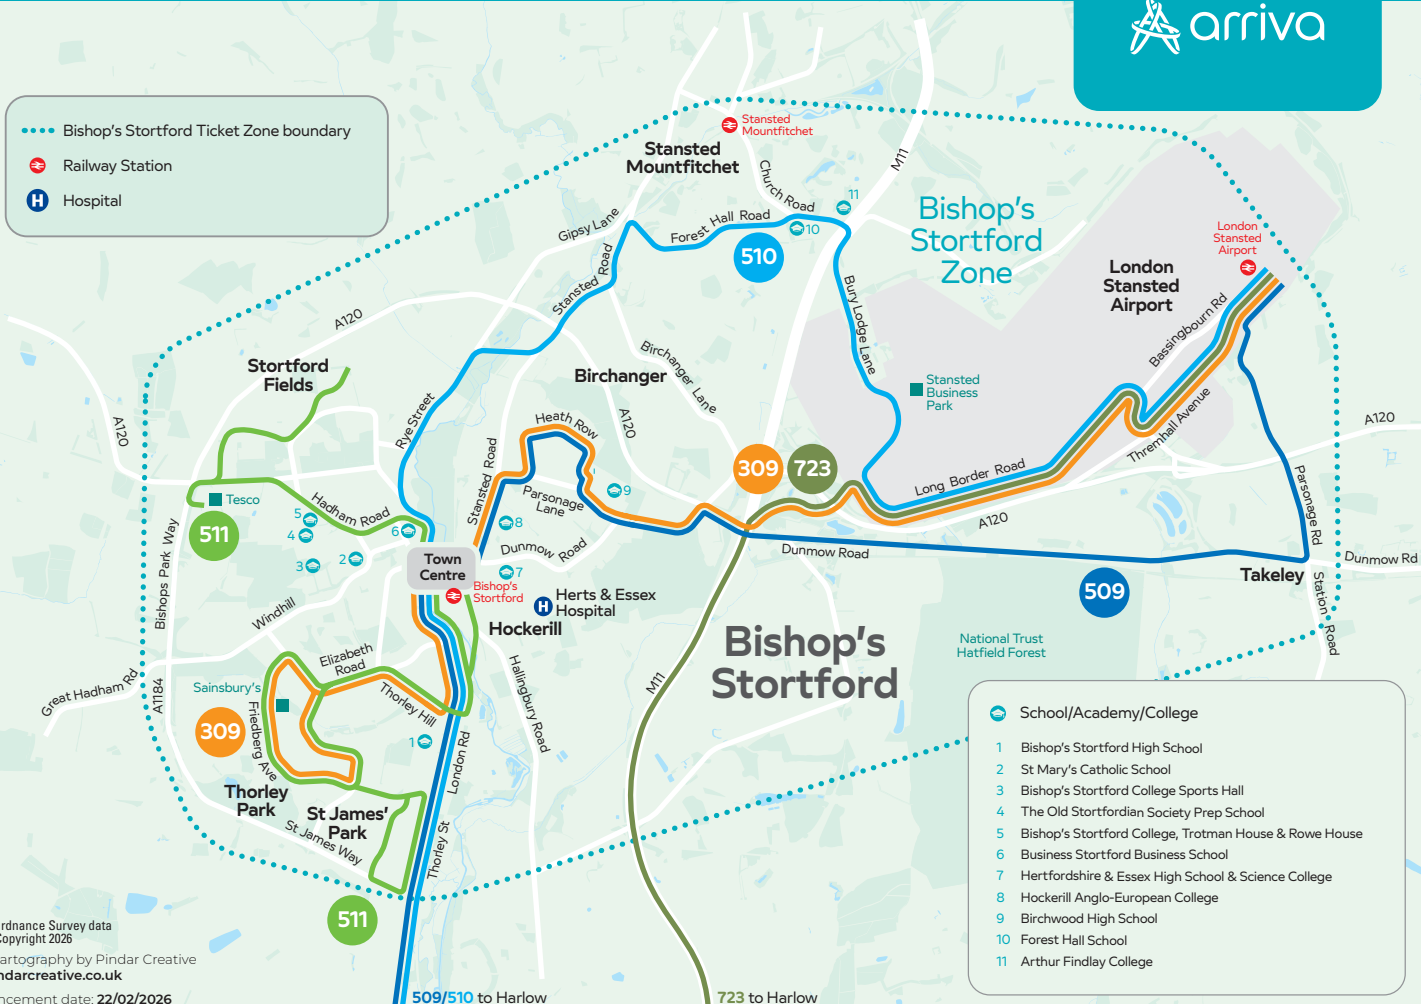 arriva
Bishop's Stortford Ticket Zone boundary
Railway Station
H Hospital
Stansted
Mountfitchet
Stansted
Mountfitchet
Church Road
M11
11
Gipsy Lane
Forest Hall Road
10
510
Bishop's
Stortford
Zone
London
Stansted
Airport
London
Stansted
Airport
Stansted Road
Bury Lodge Lane
Bassingbourn Rd
A120
Stortford
Fields
Birchanger
Birchanger Lane
Stansted
Business
Park
A120
Rye Street
Heath Row
A120
Thremhall Avenue
A120
Stansted Road
309
723
Long Border Road
Parsonage Rd
Tesco
Hadham Road
Parsonage
Lane
9
A120
511
5
4
3
2
6
8
Dunmow Road
7
Dunmow Road
Dunmow Rd
Bishops Park Way
Town
Centre
Bishop's
Stortford
H
Herts & Essex
Hospital
Hockerill
509
Takeley
Station Road
Windhill
Bishop's
Stortford
National Trust
Hatfield Forest
Elizabeth
Road
Great Hadham Rd
A1184
Sainsbury's
Thorley Hill
Hallingbury Road
M11
309
Friedberg Ave
1
London Rd
Thorley
Park
St James'
Park
St James Way
Thorley St
511
School/Academy/College
1 Bishop's Stortford High School
2 St Mary's Catholic School
3 Bishop's Stortford College Sports Hall
4 The Old Stortfordian Society Prep School
5 Bishop's Stortford College, Trotman House & Rowe House
6 Business Stortford Business School
7 Hertfordshire & Essex High School & Science College
8 Hockerill Anglo-European College
9 Birchwood High School
10 Forest Hall School
11 Arthur Findlay College
rdnance Survey data
opyright 2026
artography by Pindar Creative
ndarcreative.co.uk
ncement date: 22/02/2026
509/510 to Harlow
723 to Harlow